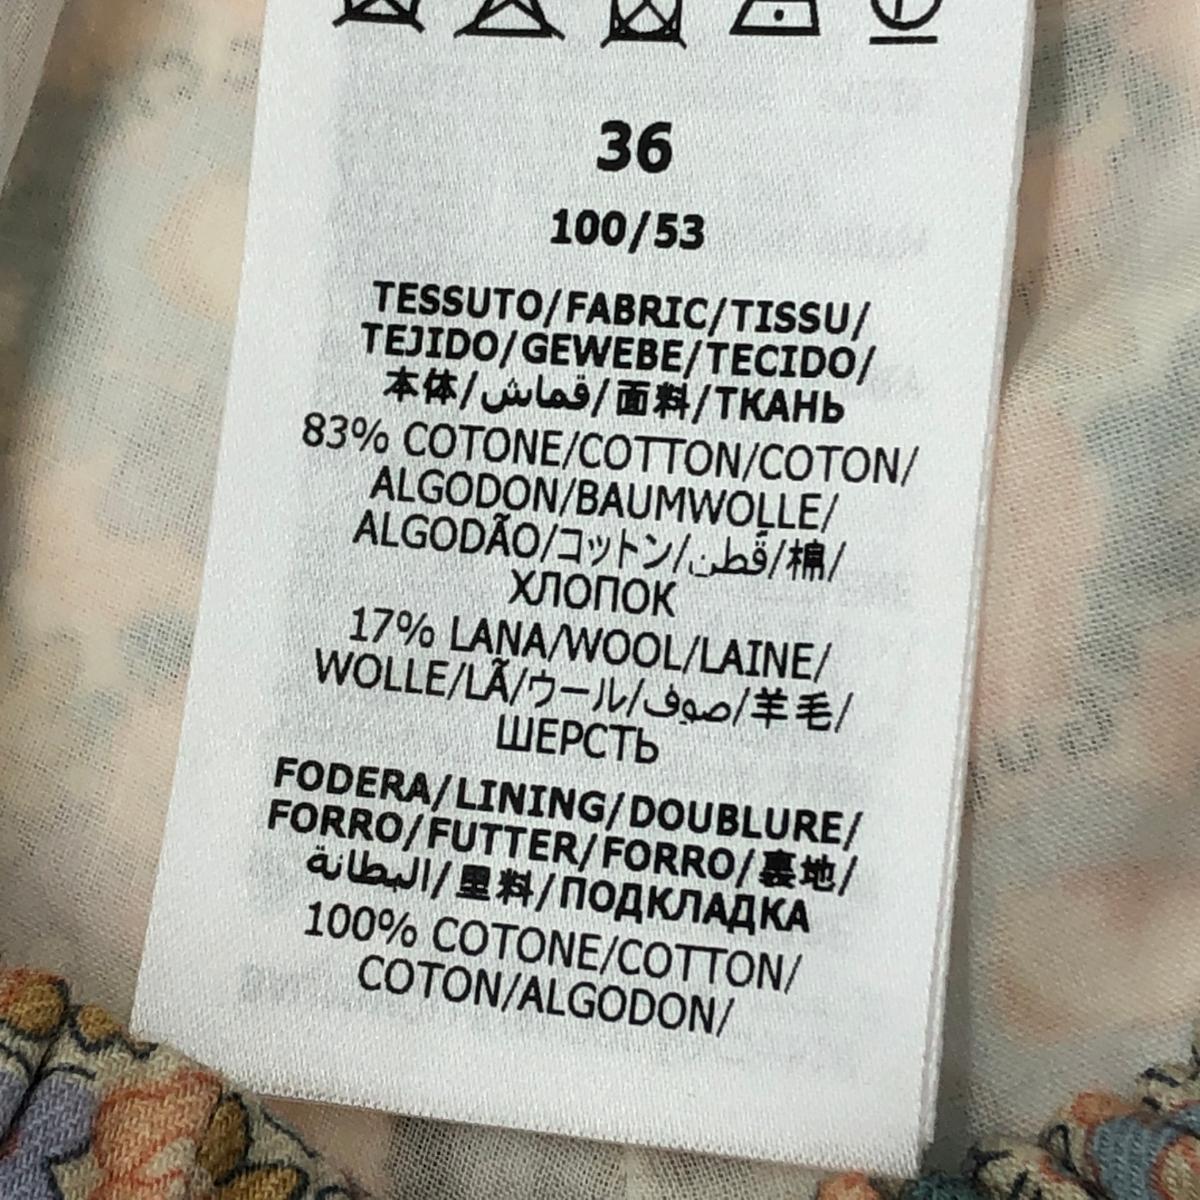 36
100/53
TESSUTO/FABRIC/TISSU/
TEJIDO/GEWEBE/TECIDO/
本体/قماش/面料/ТКАНЬ
83% COTONE/COTTON/COTON/
ALGODON/BAUMWOLLE/
ALGODÃO/コットン/قطن/棉/
ХЛОПОК
17% LANA/WOOL/LAINE/
WOLLE/LÃ/ウール/صوف/羊毛/
ШЕРСТЬ
FODERA/LINING/DOUBLURE/
FORRO/FUTTER/FORRO/裏地/
البطانة/里料/ПОДКЛАДКА
100% COTONE/COTTON/
COTON/ALGODON/